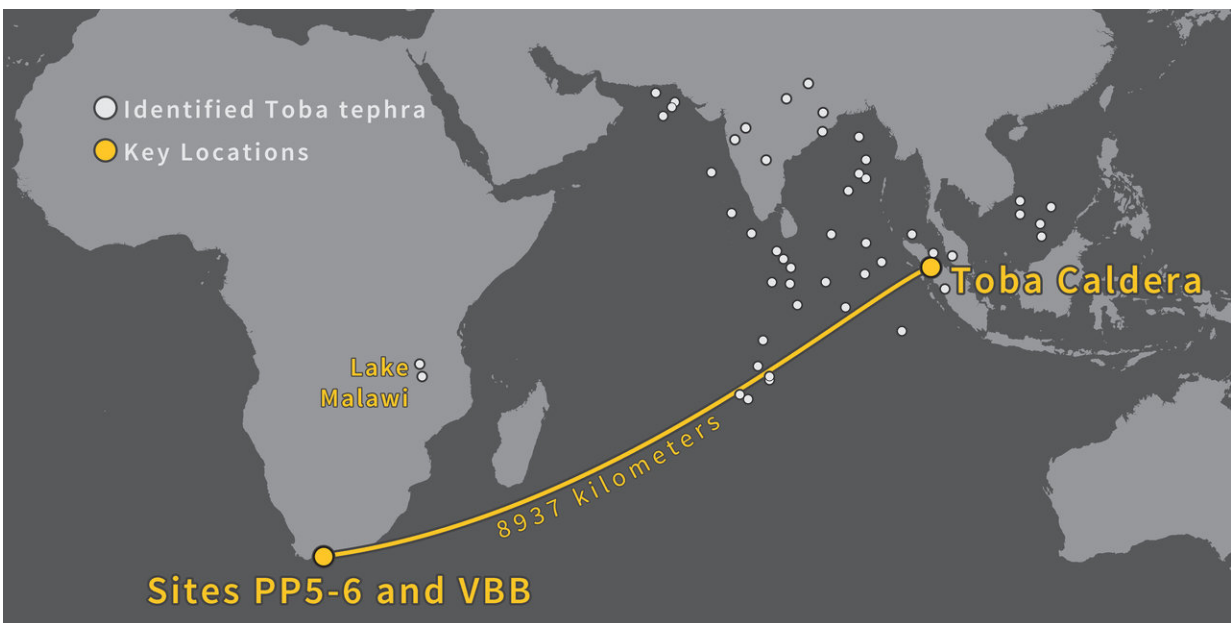 Identified Toba tephra
Key Locations
Toba Caldera
Lake
Malawi
8937 kilometers
Sites PP5-6 and VBB